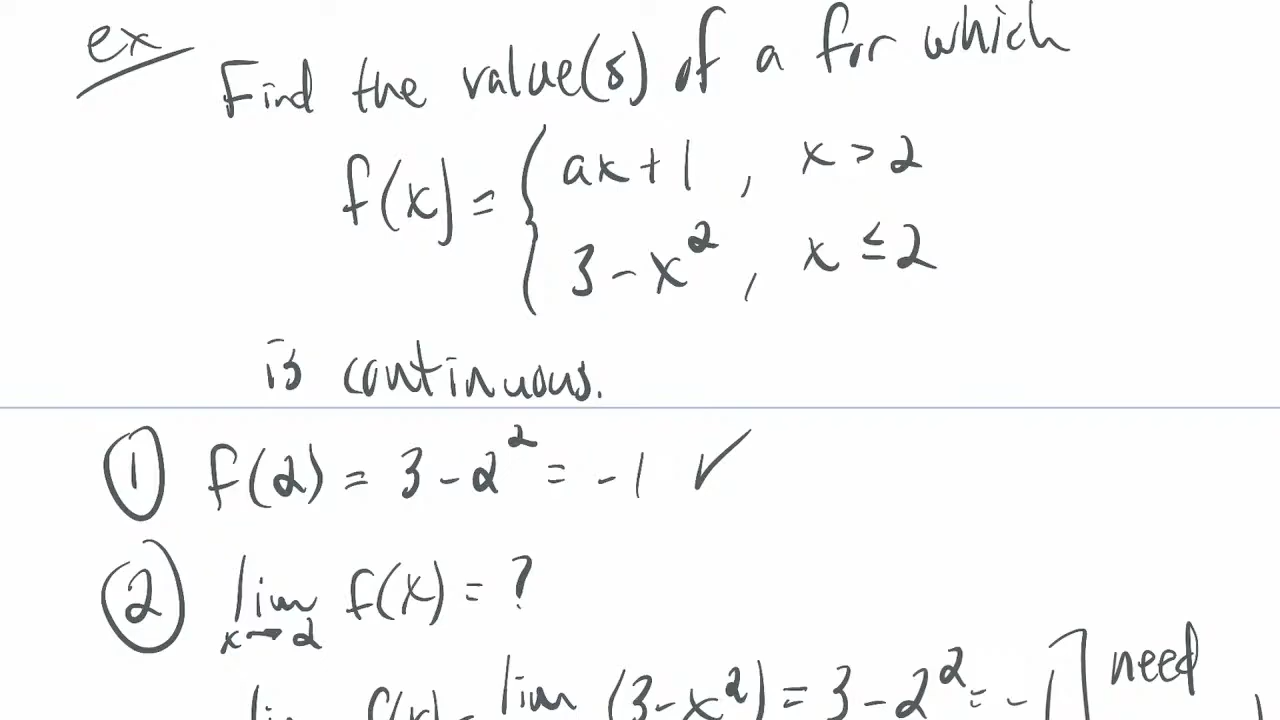 ex
Find the value(s) of a for which
f(x) = { ax+1 , x > 2
3 - x² , x ≤ 2
is continuous.
① f(2) = 3 - 2² = -1 ✓
② lim x→2 f(x) = ?
lim f(x) = lim (3-x²) = 3 - 2² = -1 ] need